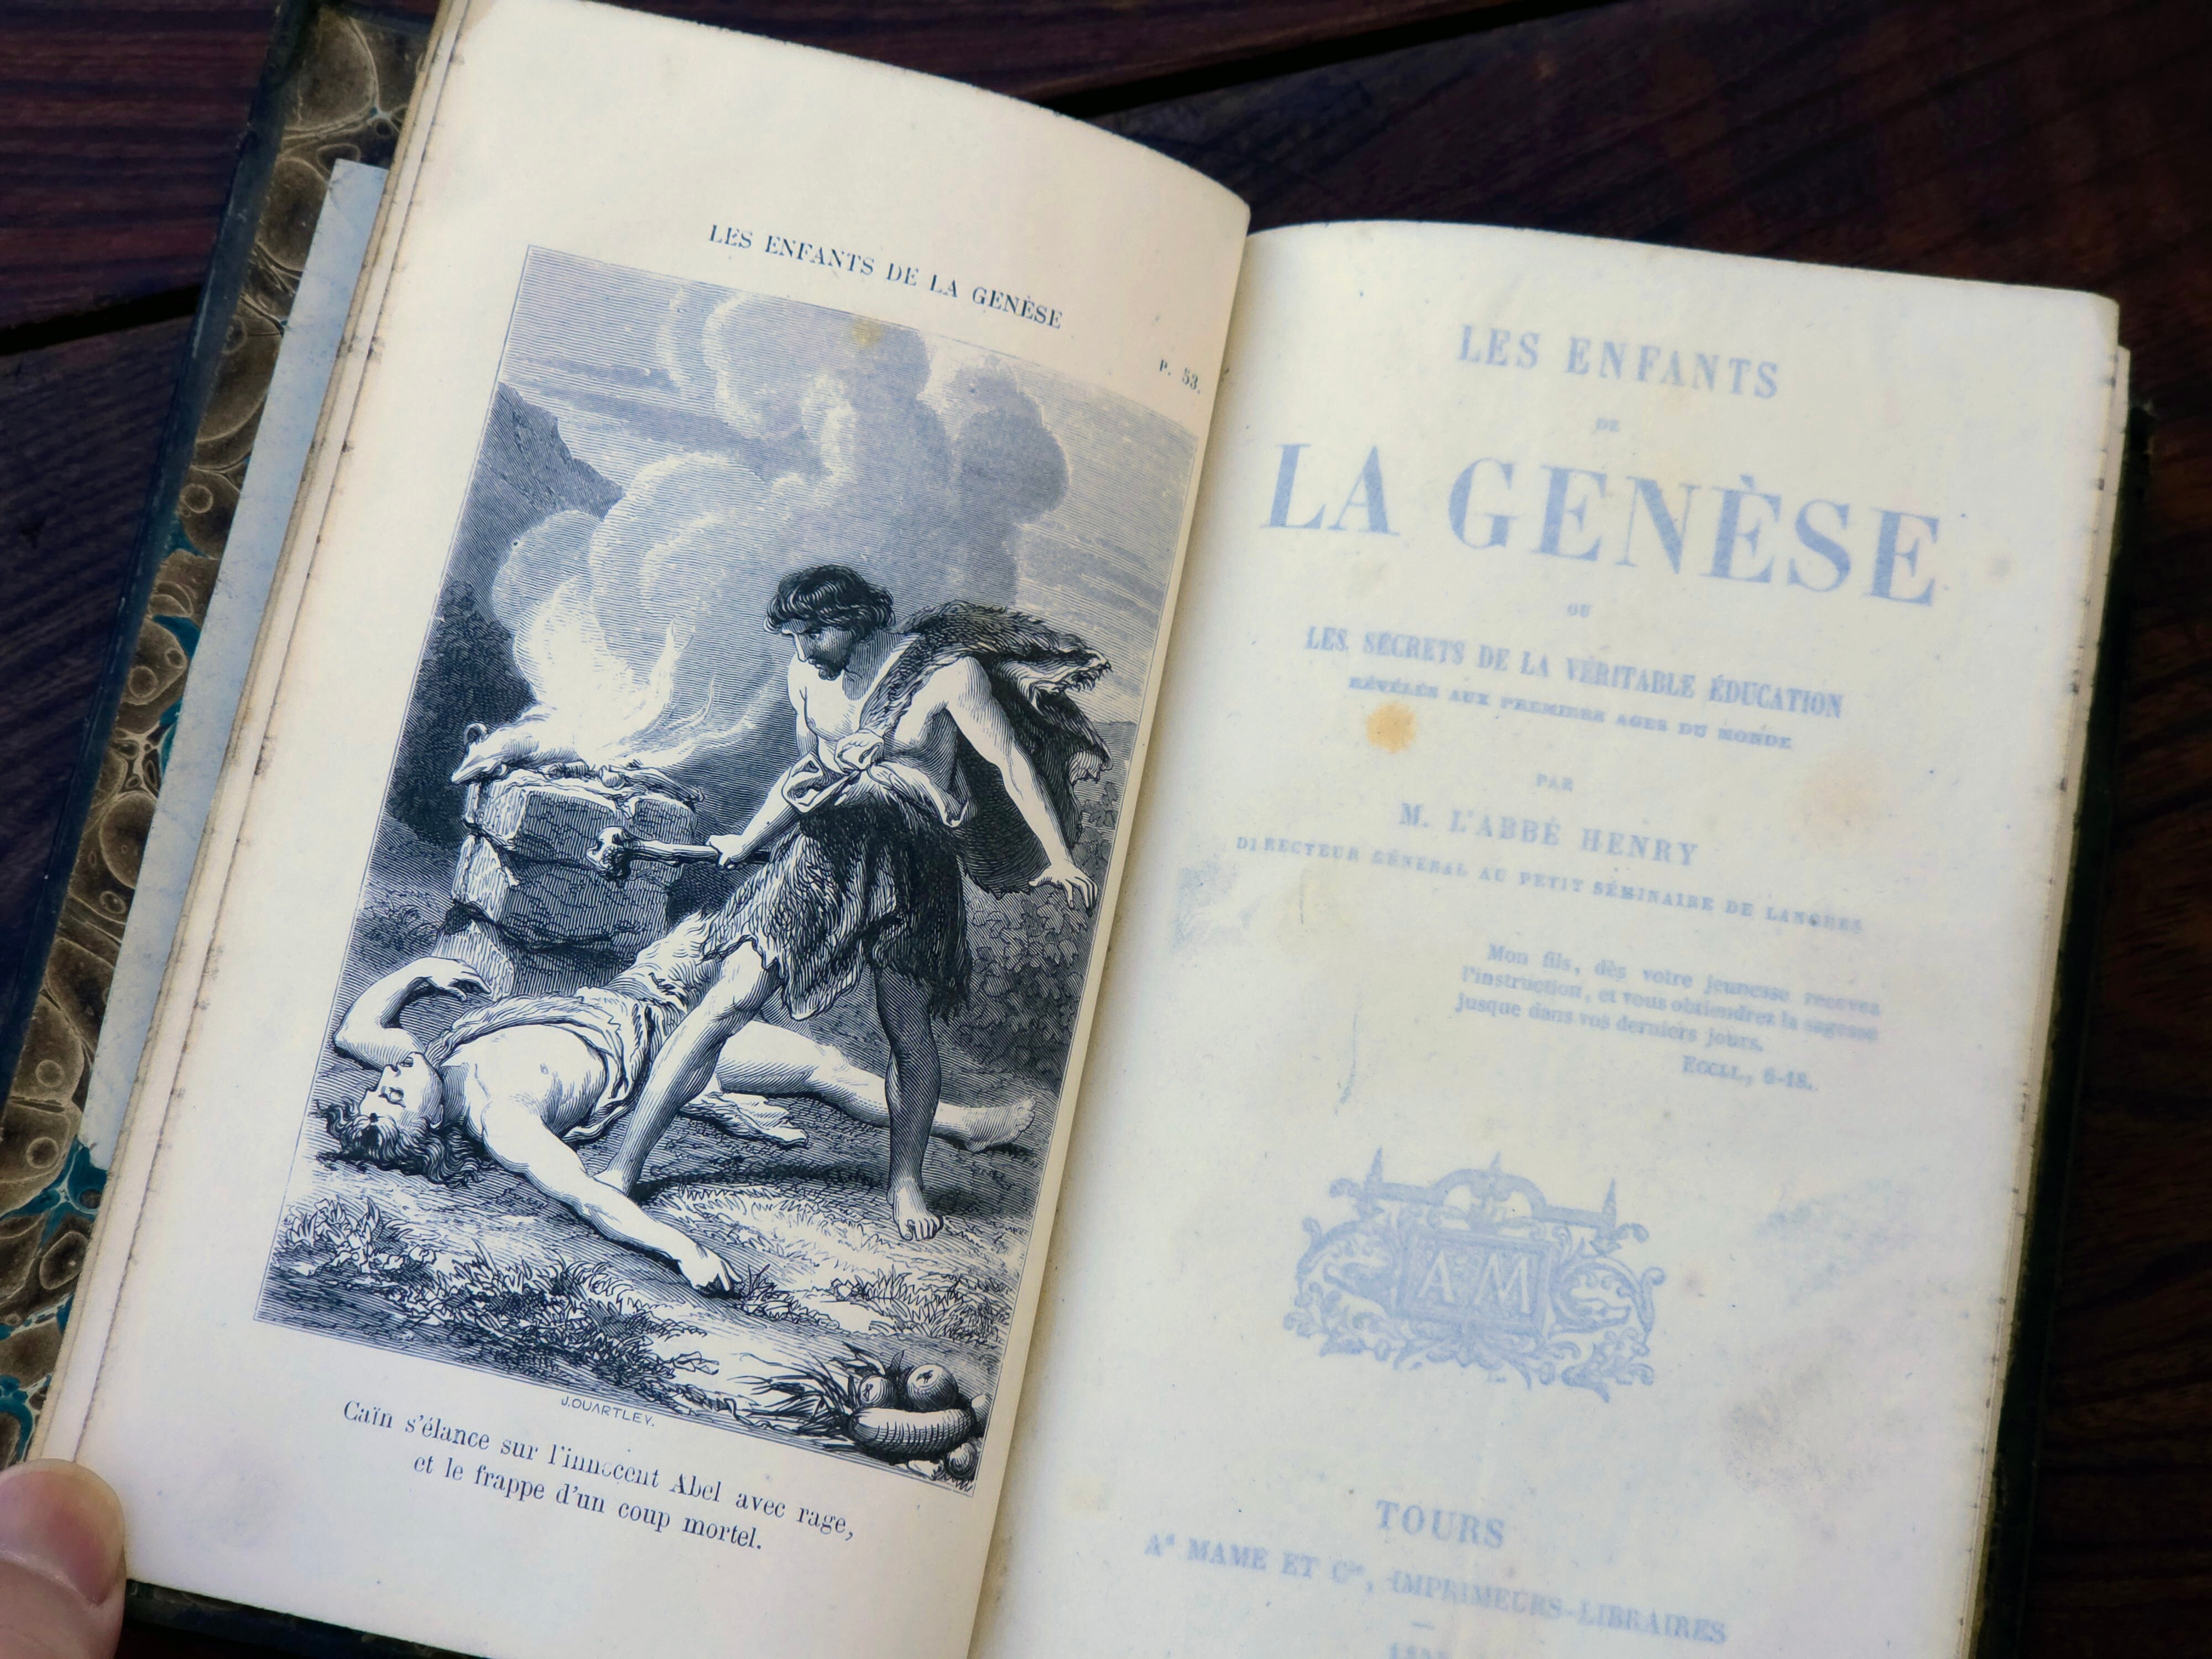 LES ENFANTS DE LA GENÈSE
P. 53.
J. QUARTLEY.
Caïn s'élance sur l'innocent Abel avec rage,
et le frappe d'un coup mortel.
LES ENFANTS
DE
LA GENÈSE
OU
LES SECRETS DE LA VÉRITABLE ÉDUCATION
RÉVÉLÉS AUX PREMIERS AGES DU MONDE
PAR
M. L'ABBÉ HENRY
DIRECTEUR GÉNÉRAL AU PETIT SÉMINAIRE DE LANGRES
Mon fils, dès votre jeunesse recevez
l'instruction, et vous obtiendrez la sagesse
jusque dans vos derniers jours.
ECCLI., 6-18.
AM
TOURS
Ad MAME ET Cie, IMPRIMEURS-LIBRAIRES